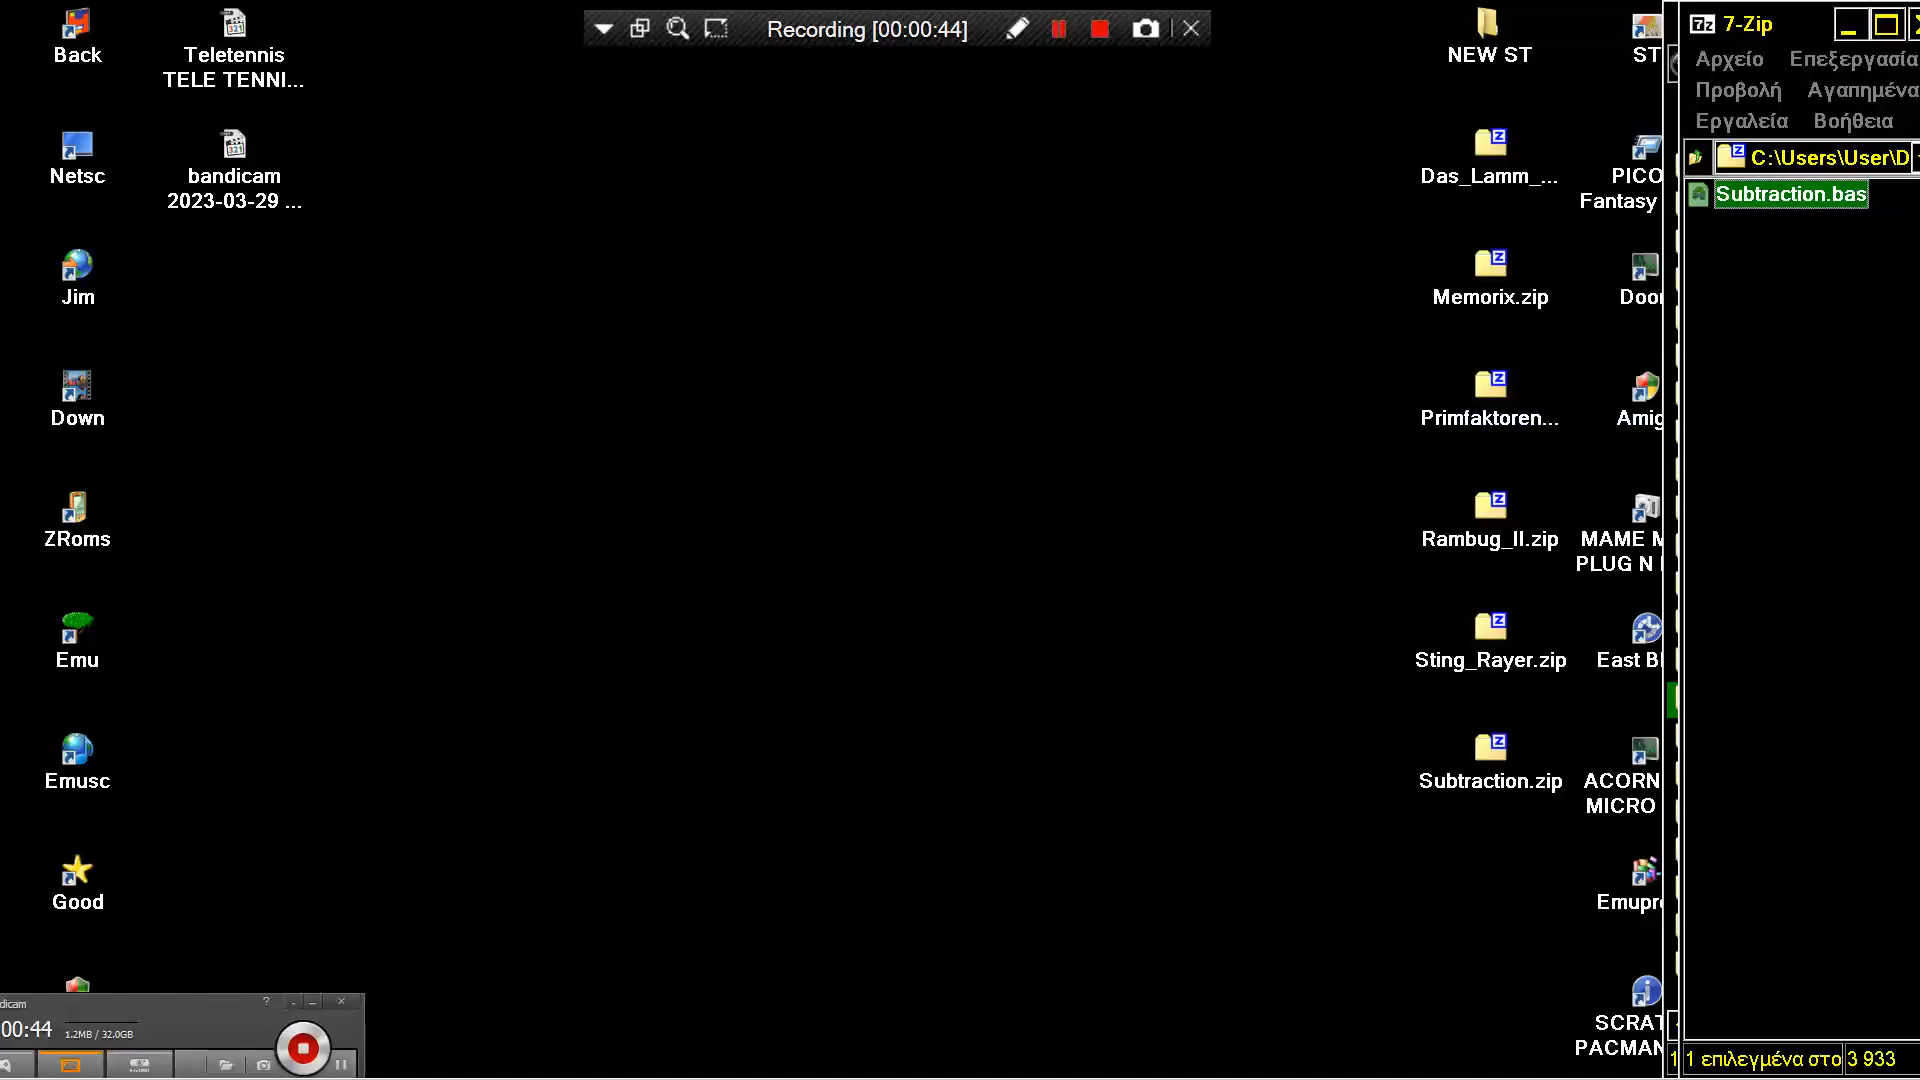 Back
Teletennis
TELE TENNI...
Netsc
bandicam
2023-03-29 ...
Jim
Down
ZRoms
Emu
Emusc
Good
Recording [00:00:44]
NEW ST
Das_Lamm_...
Memorix.zip
Primfaktoren...
Rambug_II.zip
Sting_Rayer.zip
Subtraction.zip
ST
PICO
Fantasy
Door
Amig
MAME M
PLUG N
East Bl
ACORN
MICRO
Emupr
SCRAT
PACMAN
7-Zip
Αρχείο Επεξεργασία
Προβολή Αγαπημένα
Εργαλεία Βοήθεια
C:\Users\User\D
Subtraction.bas
1 επιλεγμένα στο
3 933
dicam
00:44
1.2MB / 32.0GB